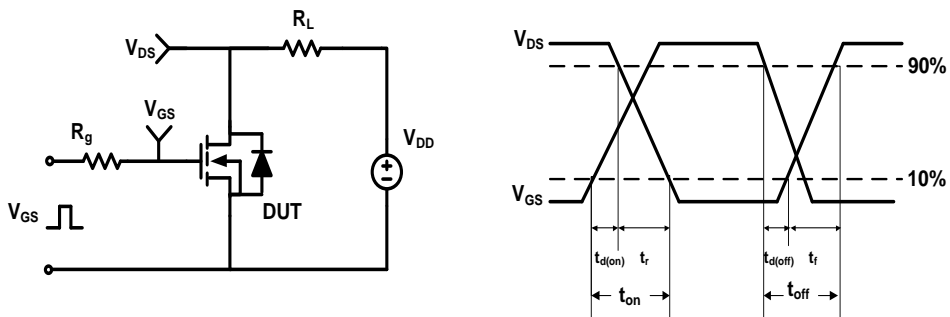 R_L
V_DS
V_GS
R_g
V_DD
V_GS
DUT
V_DS
90%
10%
V_GS
t_d(on) t_r t_d(off) t_f
t_on t_off